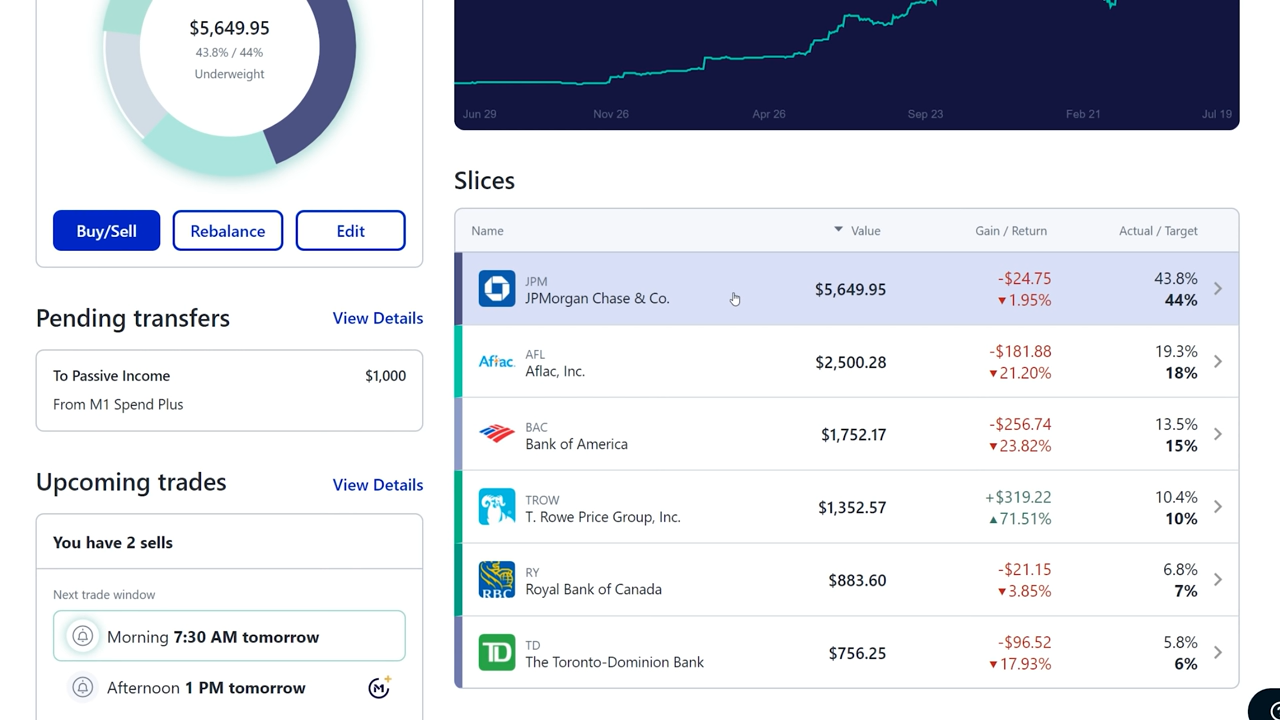 $5,649.95
43.8% / 44%
Underweight
Buy/Sell
Rebalance
Edit
Pending transfers
View Details
To Passive Income
$1,000
From M1 Spend Plus
Upcoming trades
View Details
You have 2 sells
Next trade window
Morning 7:30 AM tomorrow
Afternoon 1 PM tomorrow
M
Jun 29
Nov 26
Apr 26
Sep 23
Feb 21
Jul 19
Slices
Name
Value
Gain / Return
Actual / Target
JPM
JPMorgan Chase & Co.
$5,649.95
-$24.75
1.95%
43.8%
44%
Aflac
AFL
Aflac, Inc.
$2,500.28
-$181.88
21.20%
19.3%
18%
BAC
Bank of America
$1,752.17
-$256.74
23.82%
13.5%
15%
TROW
T. Rowe Price Group, Inc.
$1,352.57
+$319.22
71.51%
10.4%
10%
RBC
RY
Royal Bank of Canada
$883.60
-$21.15
3.85%
6.8%
7%
TD
TD
The Toronto-Dominion Bank
$756.25
-$96.52
17.93%
5.8%
6%